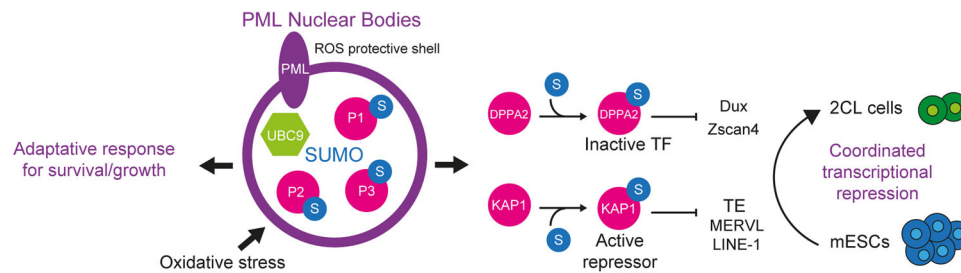 PML Nuclear Bodies
ROS protective shell
PML
P1
S
UBC9
SUMO
P2
S
P3
S
Adaptative response
for survival/growth
Oxidative stress
DPPA2
S
DPPA2
S
Inactive TF
Dux
Zscan4
KAP1
S
KAP1
S
Active
repressor
TE
MERVL
LINE-1
2CL cells
Coordinated
transcriptional
repression
mESCs